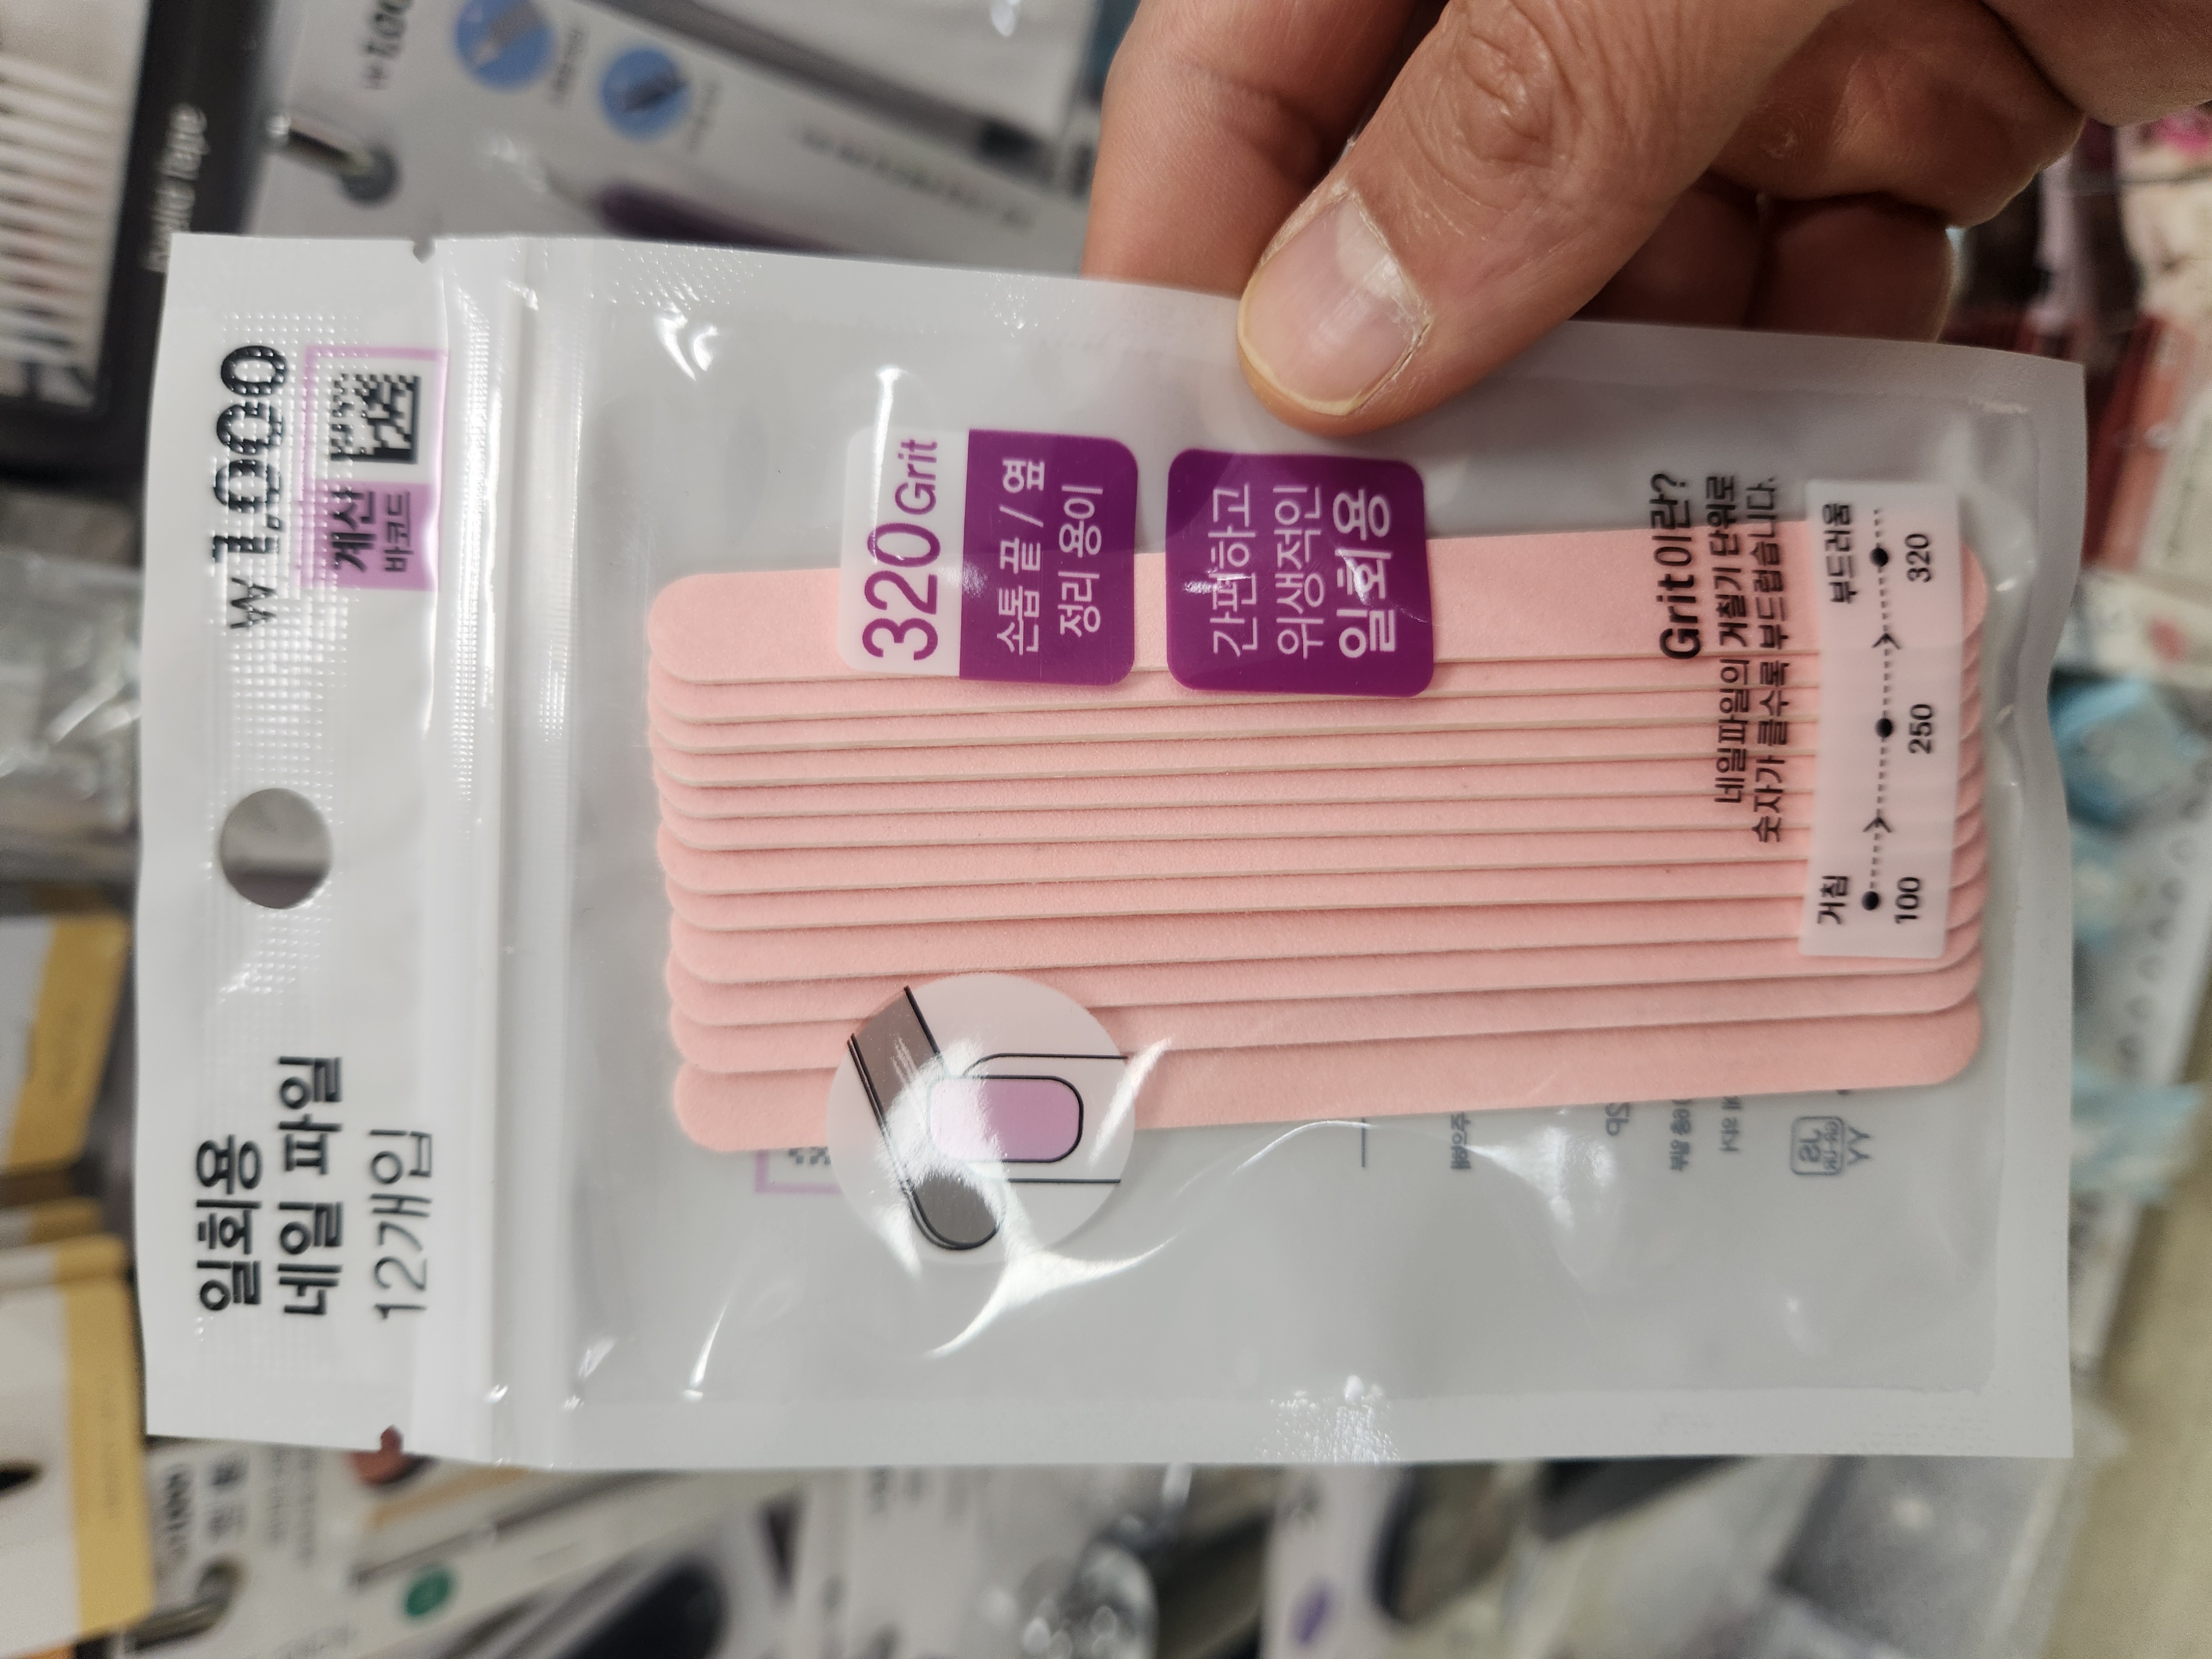 일회용
네일 파일
12개입
₩ 1,000
계산
바코드
320 Grit
손톱 끝 / 옆
정리 용이
간편하고
위생적인
일회용
Grit이란?
네일파일의 거칠기 단위로
숫자가 클수록 부드럽습니다.
거침
부드러움
100
250
320